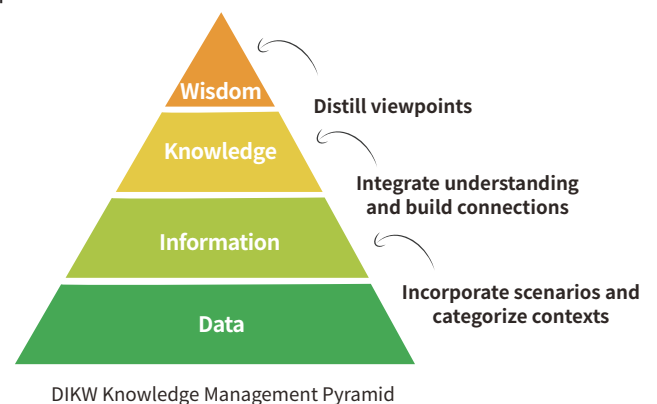 Wisdom
Distill viewpoints
Knowledge
Integrate understanding
and build connections
Information
Incorporate scenarios and
categorize contexts
Data
DIKW Knowledge Management Pyramid